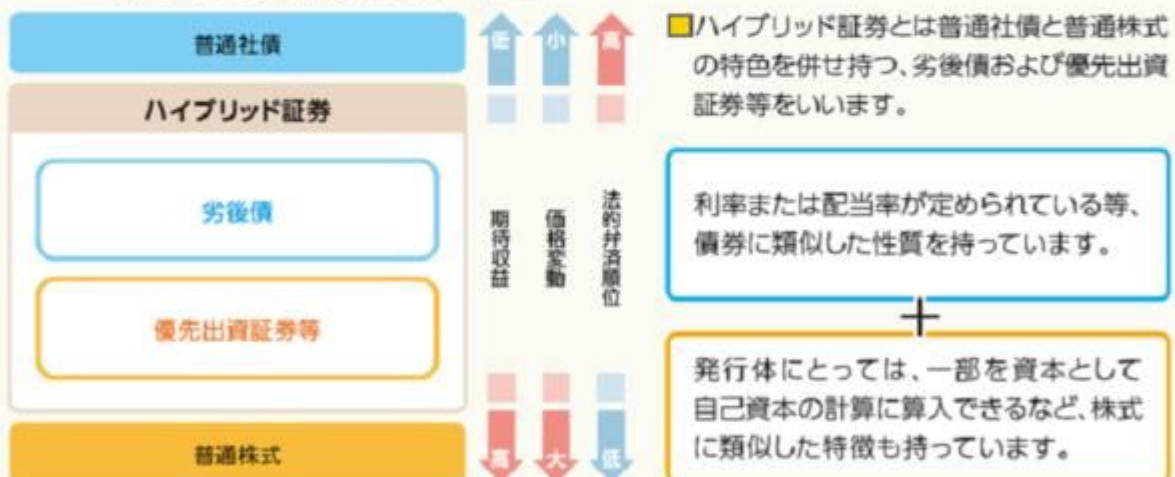 普通社債
ハイブリッド証券
劣後債
優先出資証券等
普通株式
低
小
高
期待収益
価格変動
法的弁済順位
高
大
低
■ハイブリッド証券とは普通社債と普通株式
の特色を併せ持つ、劣後債および優先出資
証券等をいいます。
利率または配当率が定められている等、
債券に類似した性質を持っています。
+
発行体にとっては、一部を資本として
自己資本の計算に算入できるなど、株式
に類似した特徴も持っています。